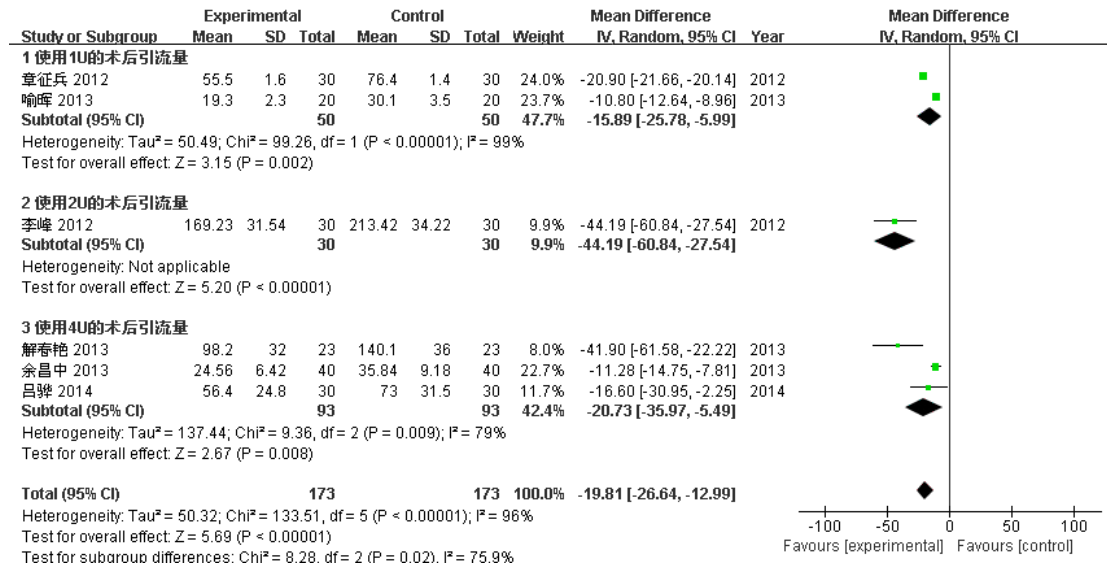 Experimental Control Mean Difference Mean Difference
Study or Subgroup Mean SD Total Mean SD Total Weight IV, Random, 95% CI Year IV, Random, 95% CI
1 使用1U的术后引流量
章征兵 2012 55.5 1.6 30 76.4 1.4 30 24.0% -20.90 [-21.66, -20.14] 2012
喻晖 2013 19.3 2.3 20 30.1 3.5 20 23.7% -10.80 [-12.64, -8.96] 2013
Subtotal (95% CI) 50 50 47.7% -15.89 [-25.78, -5.99]
Heterogeneity: Tau² = 50.49; Chi² = 99.26, df = 1 (P < 0.00001); I² = 99%
Test for overall effect: Z = 3.15 (P = 0.002)
2 使用2U的术后引流量
李峰 2012 169.23 31.54 30 213.42 34.22 30 9.9% -44.19 [-60.84, -27.54] 2012
Subtotal (95% CI) 30 30 9.9% -44.19 [-60.84, -27.54]
Heterogeneity: Not applicable
Test for overall effect: Z = 5.20 (P < 0.00001)
3 使用4U的术后引流量
解春艳 2013 98.2 32 23 140.1 36 23 8.0% -41.90 [-61.58, -22.22] 2013
余昌中 2013 24.56 6.42 40 35.84 9.18 40 22.7% -11.28 [-14.75, -7.81] 2013
吕骅 2014 56.4 24.8 30 73 31.5 30 11.7% -16.60 [-30.95, -2.25] 2014
Subtotal (95% CI) 93 93 42.4% -20.73 [-35.97, -5.49]
Heterogeneity: Tau² = 137.44; Chi² = 9.36, df = 2 (P = 0.009); I² = 79%
Test for overall effect: Z = 2.67 (P = 0.008)
Total (95% CI) 173 173 100.0% -19.81 [-26.64, -12.99]
Heterogeneity: Tau² = 50.32; Chi² = 133.51, df = 5 (P < 0.00001); I² = 96%
Test for overall effect: Z = 5.69 (P < 0.00001)
Test for subgroup differences: Chi² = 8.28, df = 2 (P = 0.02), I² = 75.9%
-100 -50 0 50 100
Favours [experimental] Favours [control]